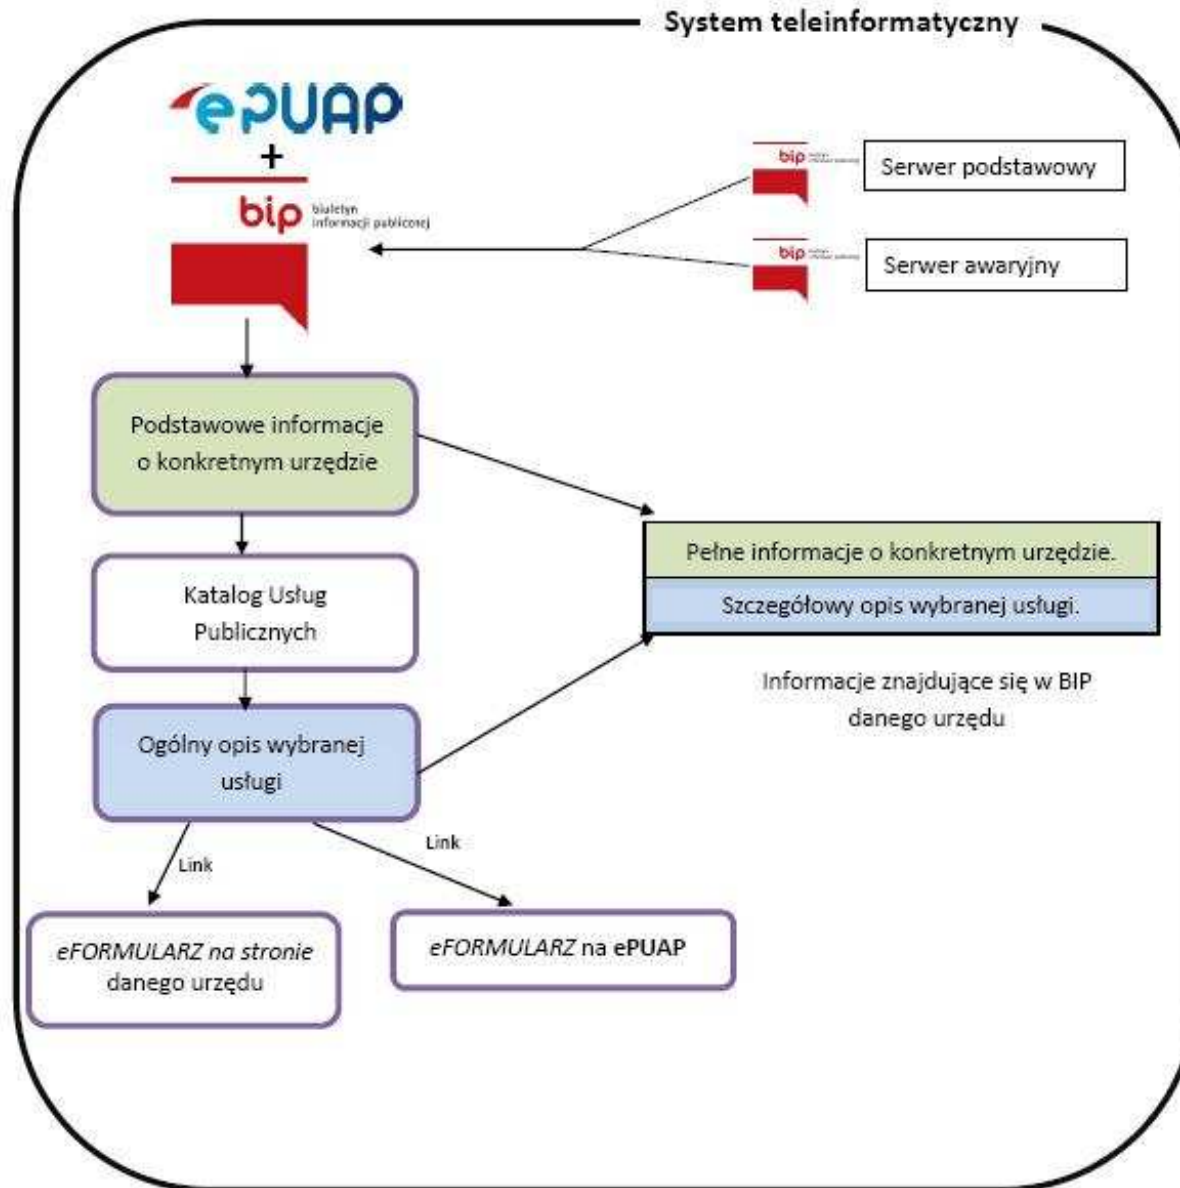 System teleinformatyczny
ePUAP
+
bip biuletyn
informacji publicznej
bip
Serwer podstawowy
bip
Serwer awaryjny
Podstawowe informacje
o konkretnym urzędzie
Pełne informacje o konkretnym urzędzie.
Szczegółowy opis wybranej usługi.
Katalog Usług
Publicznych
Informacje znajdujące się w BIP
danego urzędu
Ogólny opis wybranej
usługi
Link
Link
eFORMULARZ na stronie
danego urzędu
eFORMULARZ na ePUAP